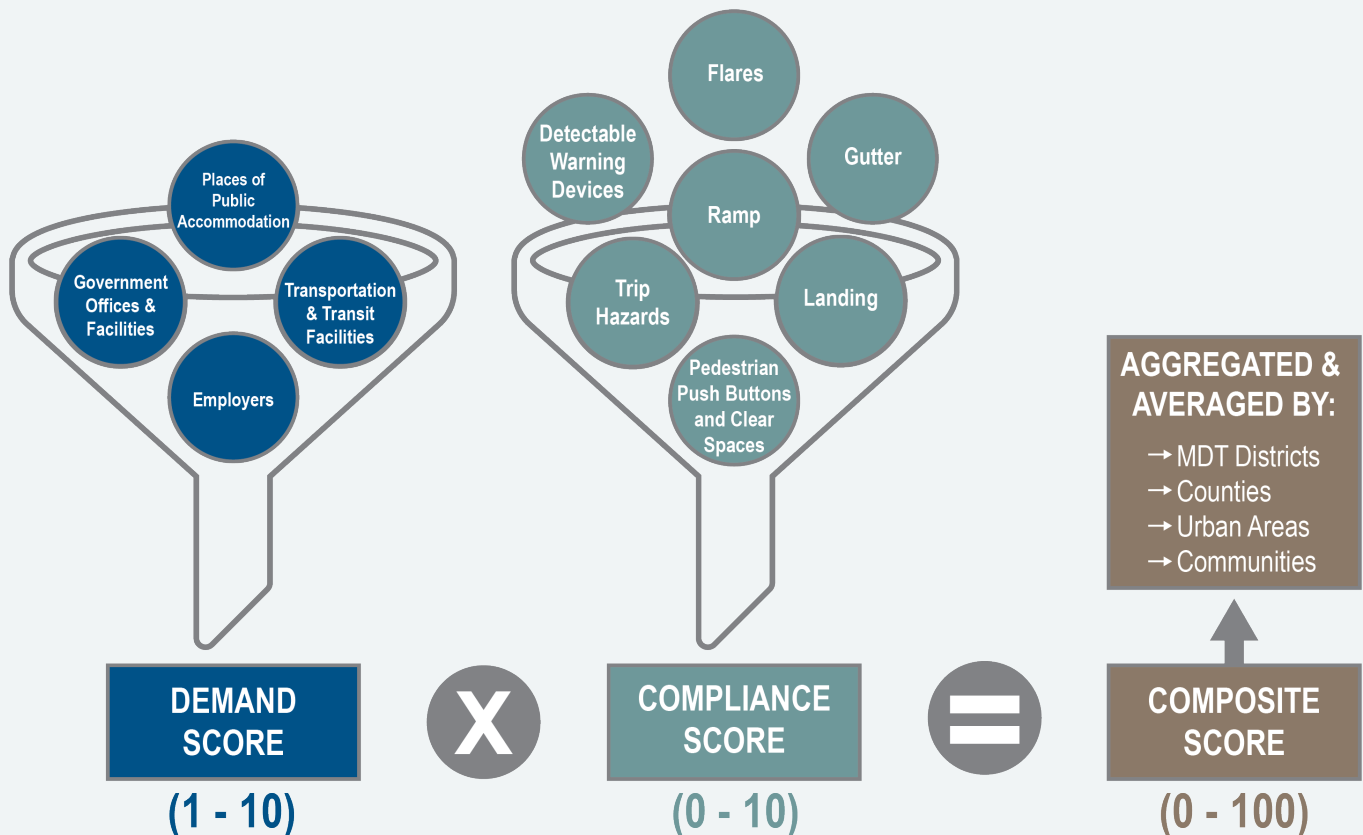 Places of
Public
Accommodation
Government
Offices &
Facilities
Transportation
& Transit
Facilities
Employers
Flares
Detectable
Warning
Devices
Gutter
Ramp
Trip
Hazards
Landing
Pedestrian
Push Buttons
and Clear
Spaces
AGGREGATED &
AVERAGED BY:
→ MDT Districts
→ Counties
→ Urban Areas
→ Communities
DEMAND
SCORE
(1 - 10)
X
COMPLIANCE
SCORE
(0 - 10)
=
COMPOSITE
SCORE
(0 - 100)